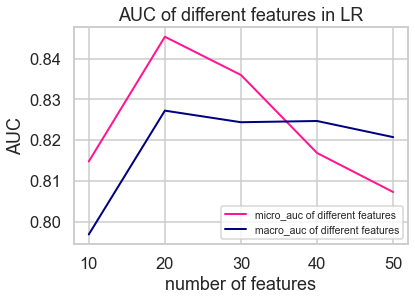 AUC of different features in LR
AUC
0.84
0.83
0.82
0.81
0.80
micro_auc of different features
macro_auc of different features
10 20 30 40 50
number of features